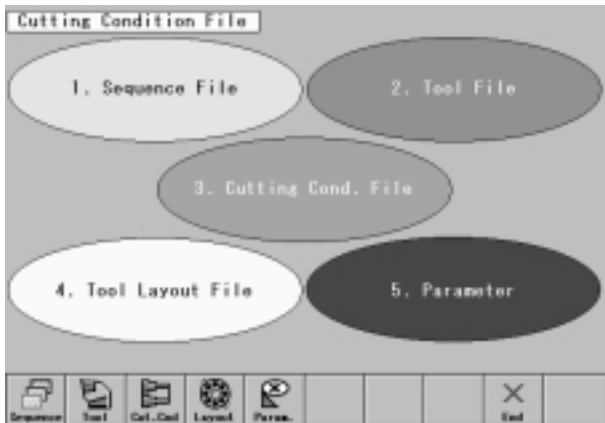 Cutting Condition File
1. Sequence File
2. Tool File
3. Cutting Cond. File
4. Tool Layout File
5. Parameter
Sequence Tool Cut.Cnd Layout Param. End